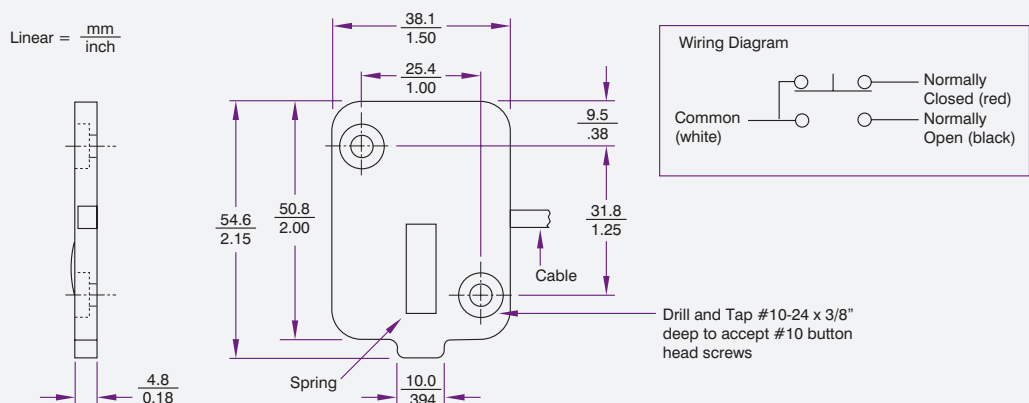 Linear = mm
inch
38.1
1.50
25.4
1.00
9.5
.38
54.6
2.15
50.8
2.00
31.8
1.25
Cable
Drill and Tap #10-24 x 3/8"
deep to accept #10 button
head screws
Spring
4.8
0.18
10.0
.394
Wiring Diagram
Normally
Closed (red)
Common
(white)
Normally
Open (black)